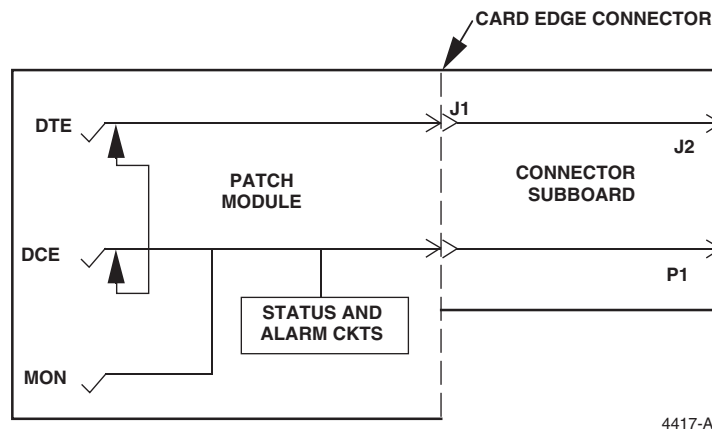 CARD EDGE CONNECTOR
DTE
J1
J2
PATCH
MODULE
CONNECTOR
SUBBOARD
DCE
P1
STATUS AND
ALARM CKTS
MON
4417-A